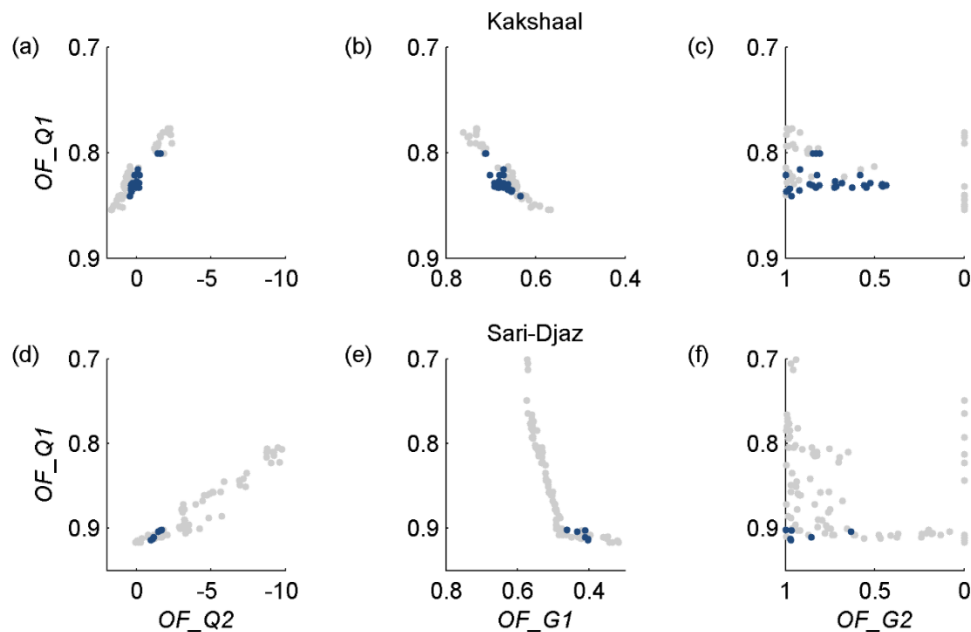 Kakshaal
(a) (b) (c)
0.7 0.7 0.7
OF_Q1
0.8 0.8 0.8
0.9 0.9 0.9
0 -5 -10 0.8 0.6 0.4 1 0.5 0
Sari-Djaz
(d) (e) (f)
0.7 0.7 0.7
OF_Q1
0.8 0.8 0.8
0.9 0.9 0.9
0 -5 -10 0.8 0.6 0.4 1 0.5 0
OF_Q2 OF_G1 OF_G2